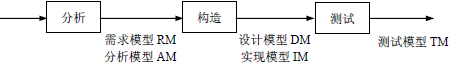 分析
构造
测试
需求模型 RM
分析模型 AM
设计模型 DM
实现模型 IM
测试模型 TM